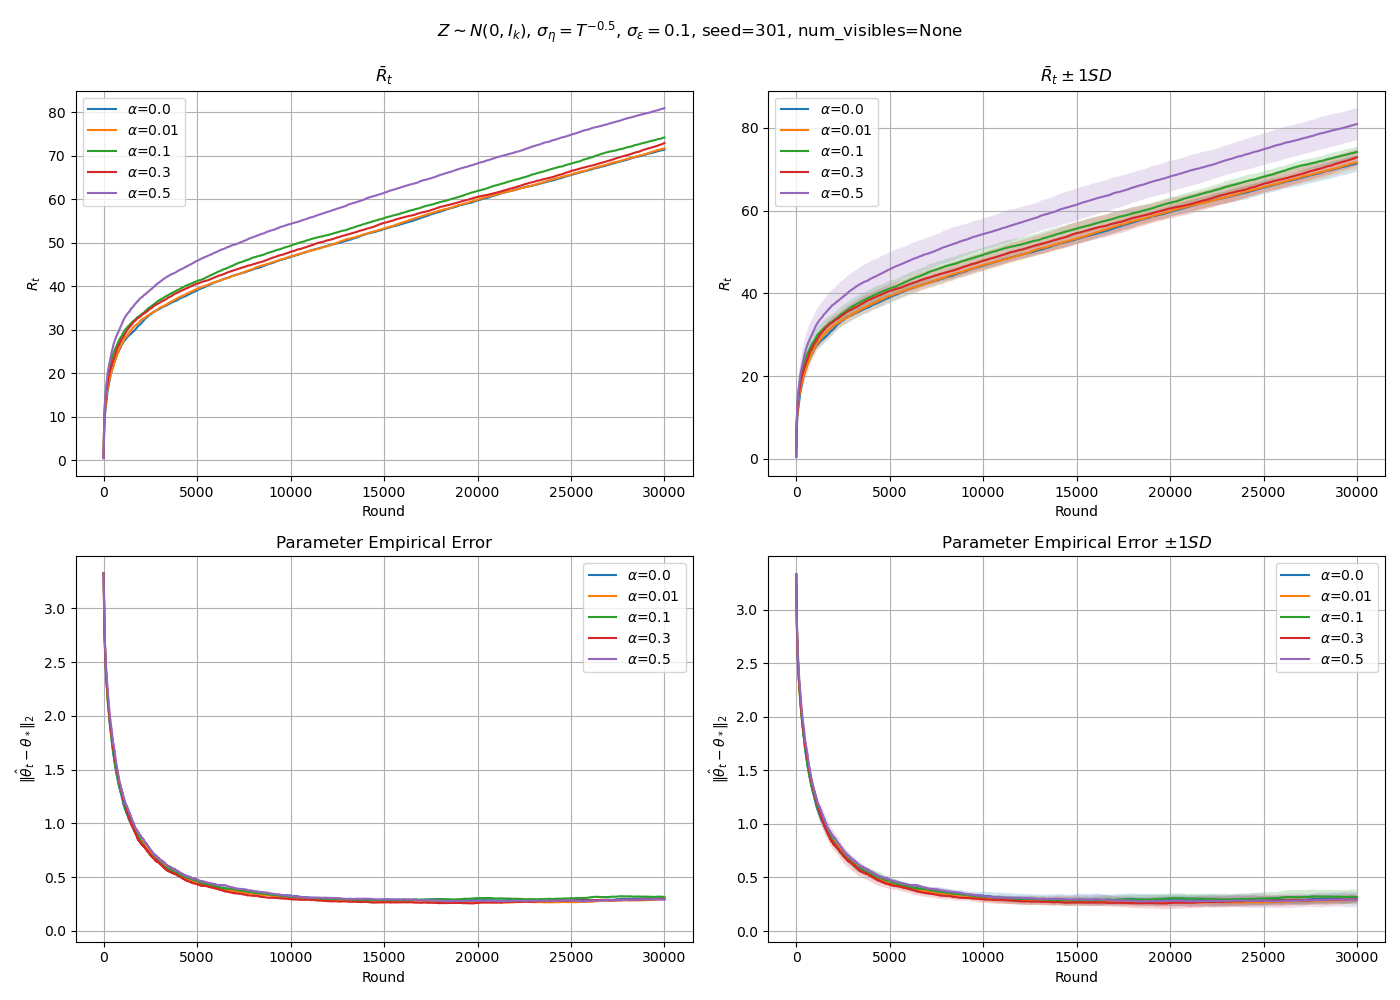 Z ~ N(0, I_k), σ_η = T^{-0.5}, σ_ε = 0.1, seed=301, num_visibles=None
R̄_t
R_t
80
70
60
50
40
30
20
10
0
α=0.0
α=0.01
α=0.1
α=0.3
α=0.5
0 5000 10000 15000 20000 25000 30000
Round
R̄_t ± 1SD
R_t
80
60
40
20
0
α=0.0
α=0.01
α=0.1
α=0.3
α=0.5
0 5000 10000 15000 20000 25000 30000
Round
Parameter Empirical Error
‖θ̂_t − θ_*‖_2
3.0
2.5
2.0
1.5
1.0
0.5
0.0
α=0.0
α=0.01
α=0.1
α=0.3
α=0.5
0 5000 10000 15000 20000 25000 30000
Round
Parameter Empirical Error ±1SD
‖θ̂_t − θ_*‖_2
3.0
2.5
2.0
1.5
1.0
0.5
0.0
α=0.0
α=0.01
α=0.1
α=0.3
α=0.5
0 5000 10000 15000 20000 25000 30000
Round